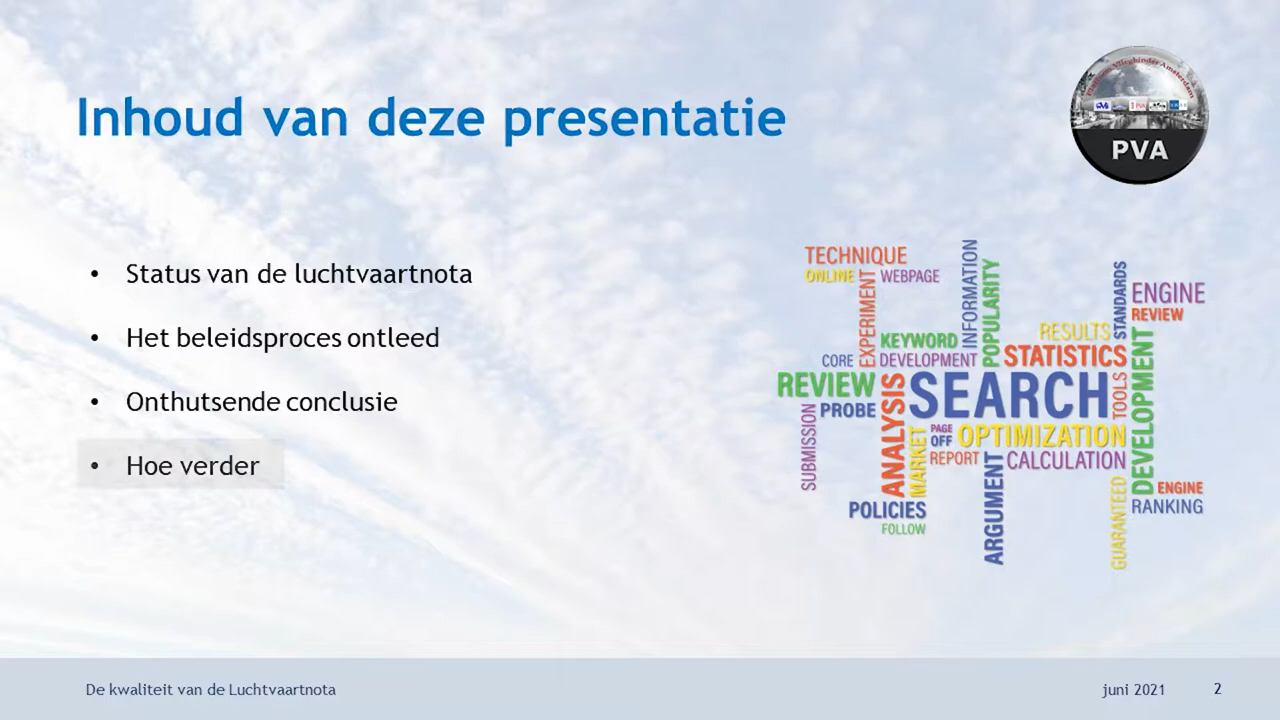 Inhoud van deze presentatie
Platform Vlieghinder Amsterdam
PVA
Status van de luchtvaartnota
Het beleidsproces ontleed
Onthutsende conclusie
Hoe verder
TECHNIQUE
ONLINE
WEBPAGE
EXPERIMENT
INFORMATION
POPULARITY
KEYWORD
CORE
DEVELOPMENT
STANDARDS
ENGINE
REVIEW
RESULTS
STATISTICS
REVIEW
PROBE
SUBMISSION
ANALYSIS
SEARCH
TOOLS
DEVELOPMENT
MARKET
PAGE
OFF
OPTIMIZATION
REPORT
CALCULATION
ARGUMENT
POLICIES
FOLLOW
GUARANTEED
ENGINE
RANKING
De kwaliteit van de Luchtvaartnota
juni 2021
2